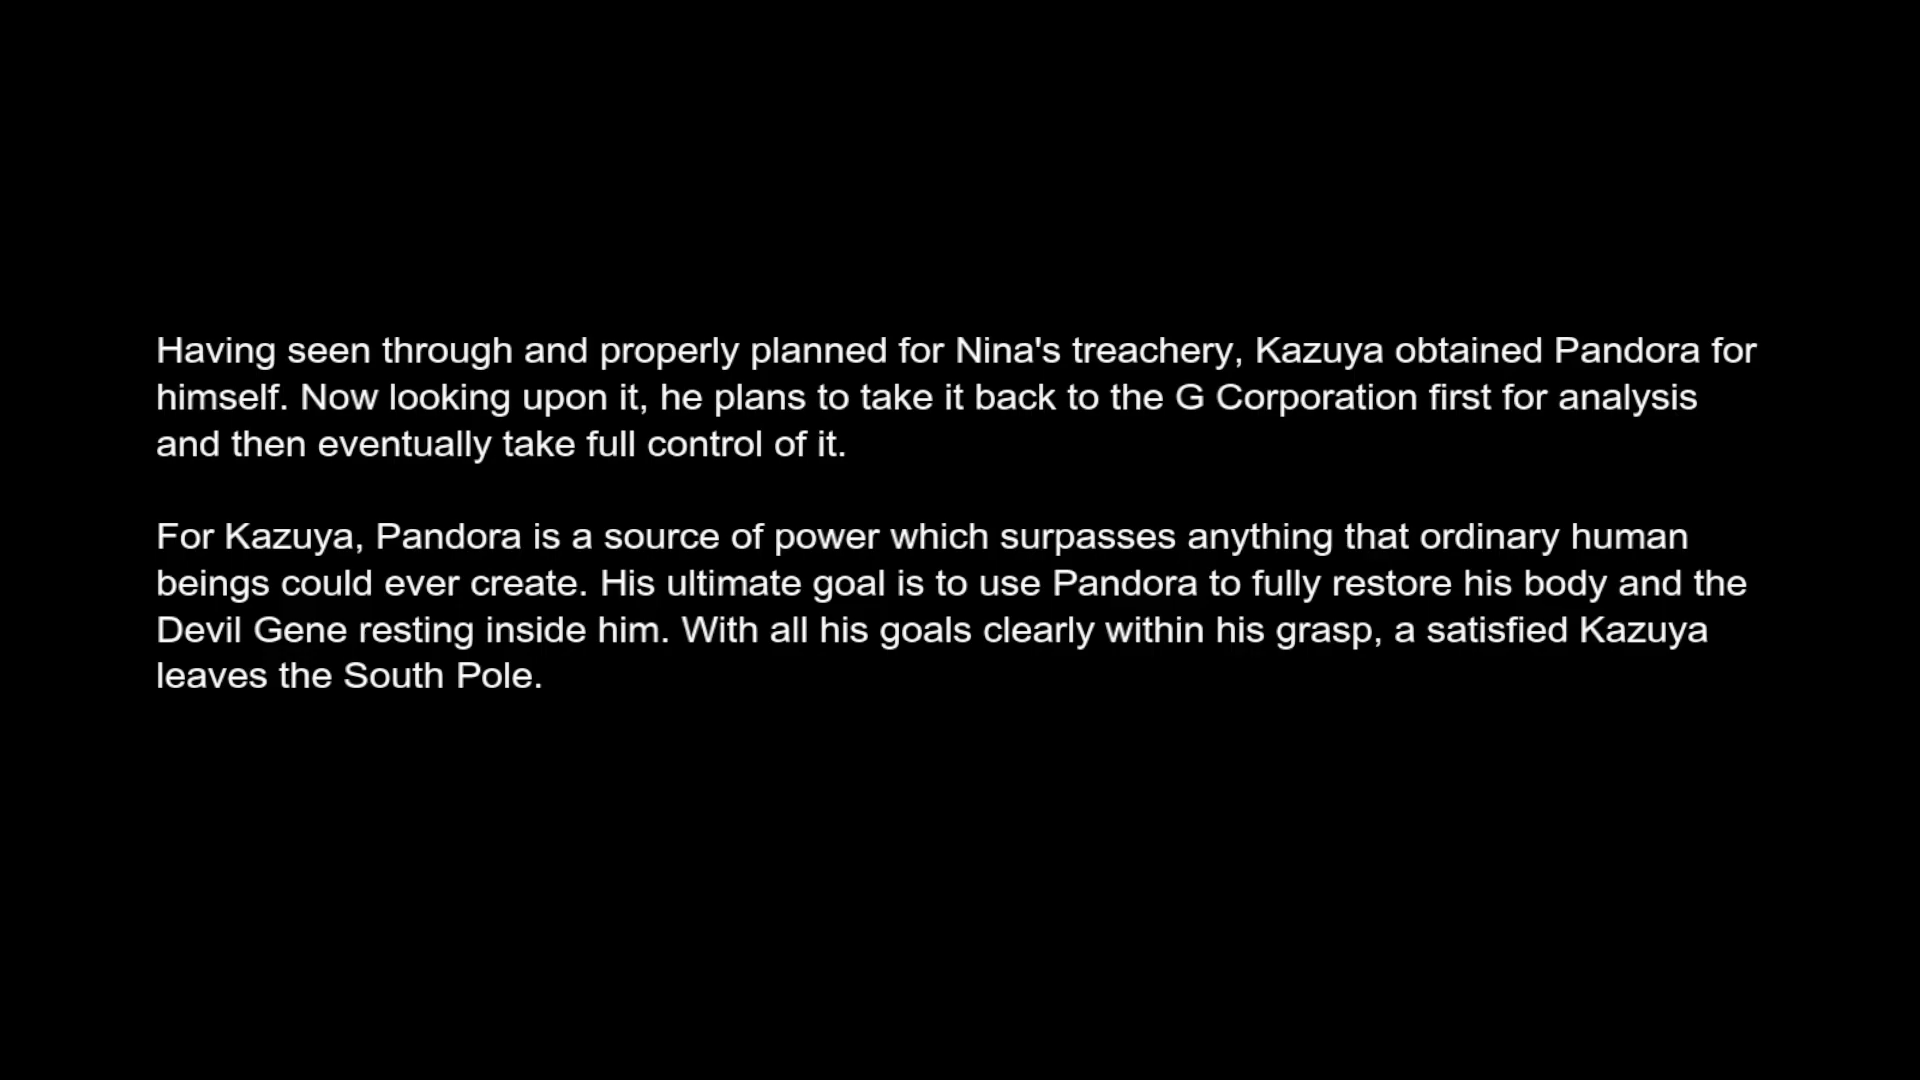 Having seen through and properly planned for Nina's treachery, Kazuya obtained Pandora for
himself. Now looking upon it, he plans to take it back to the G Corporation first for analysis
and then eventually take full control of it.
For Kazuya, Pandora is a source of power which surpasses anything that ordinary human
beings could ever create. His ultimate goal is to use Pandora to fully restore his body and the
Devil Gene resting inside him. With all his goals clearly within his grasp, a satisfied Kazuya
leaves the South Pole.